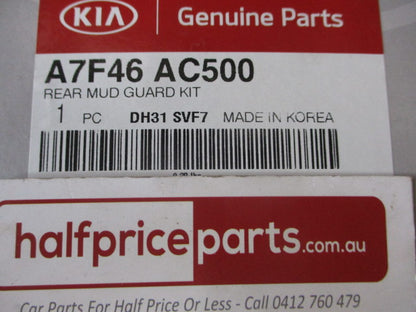 KIA Genuine Parts
A7F46 AC500
REAR MUD GUARD KIT
1 PC DH31 SVF7 MADE IN KOREA
halfpriceparts.com.au
Car Parts For Half Price Or Less - Call 0412 760 479